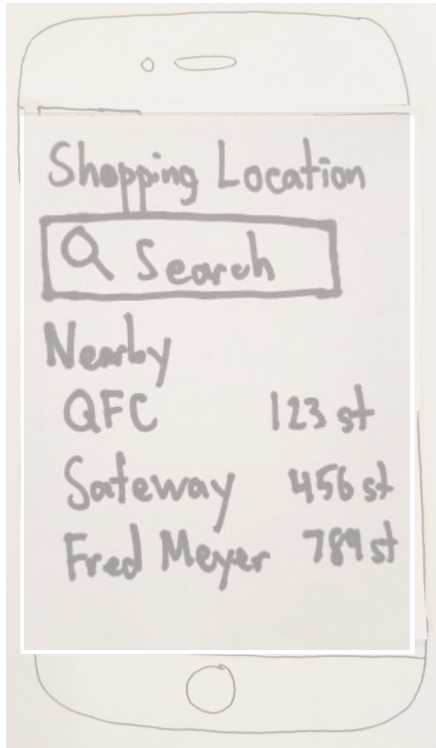 Shopping Location
Search
Nearby
QFC 123 st
Safeway 456 st
Fred Meyer 789 st